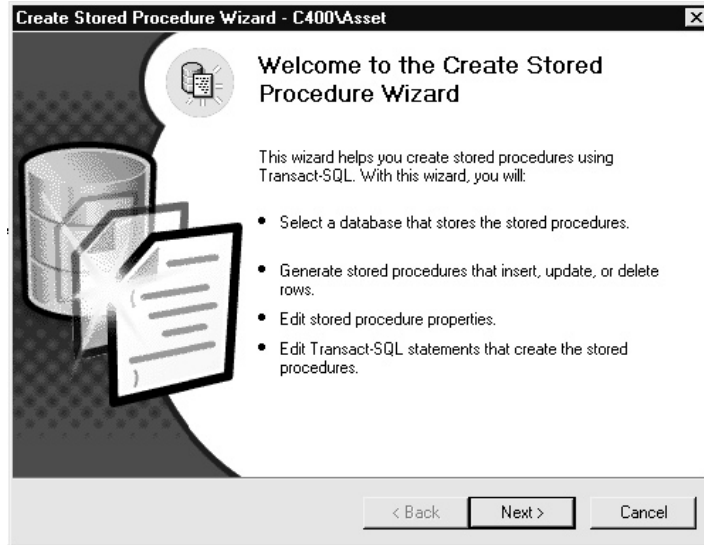 Create Stored Procedure Wizard - C400\Asset
Welcome to the Create Stored
Procedure Wizard
This wizard helps you create stored procedures using
Transact-SQL. With this wizard, you will:
• Select a database that stores the stored procedures.
• Generate stored procedures that insert, update, or delete
rows.
• Edit stored procedure properties.
• Edit Transact-SQL statements that create the stored
procedures.
< Back Next > Cancel